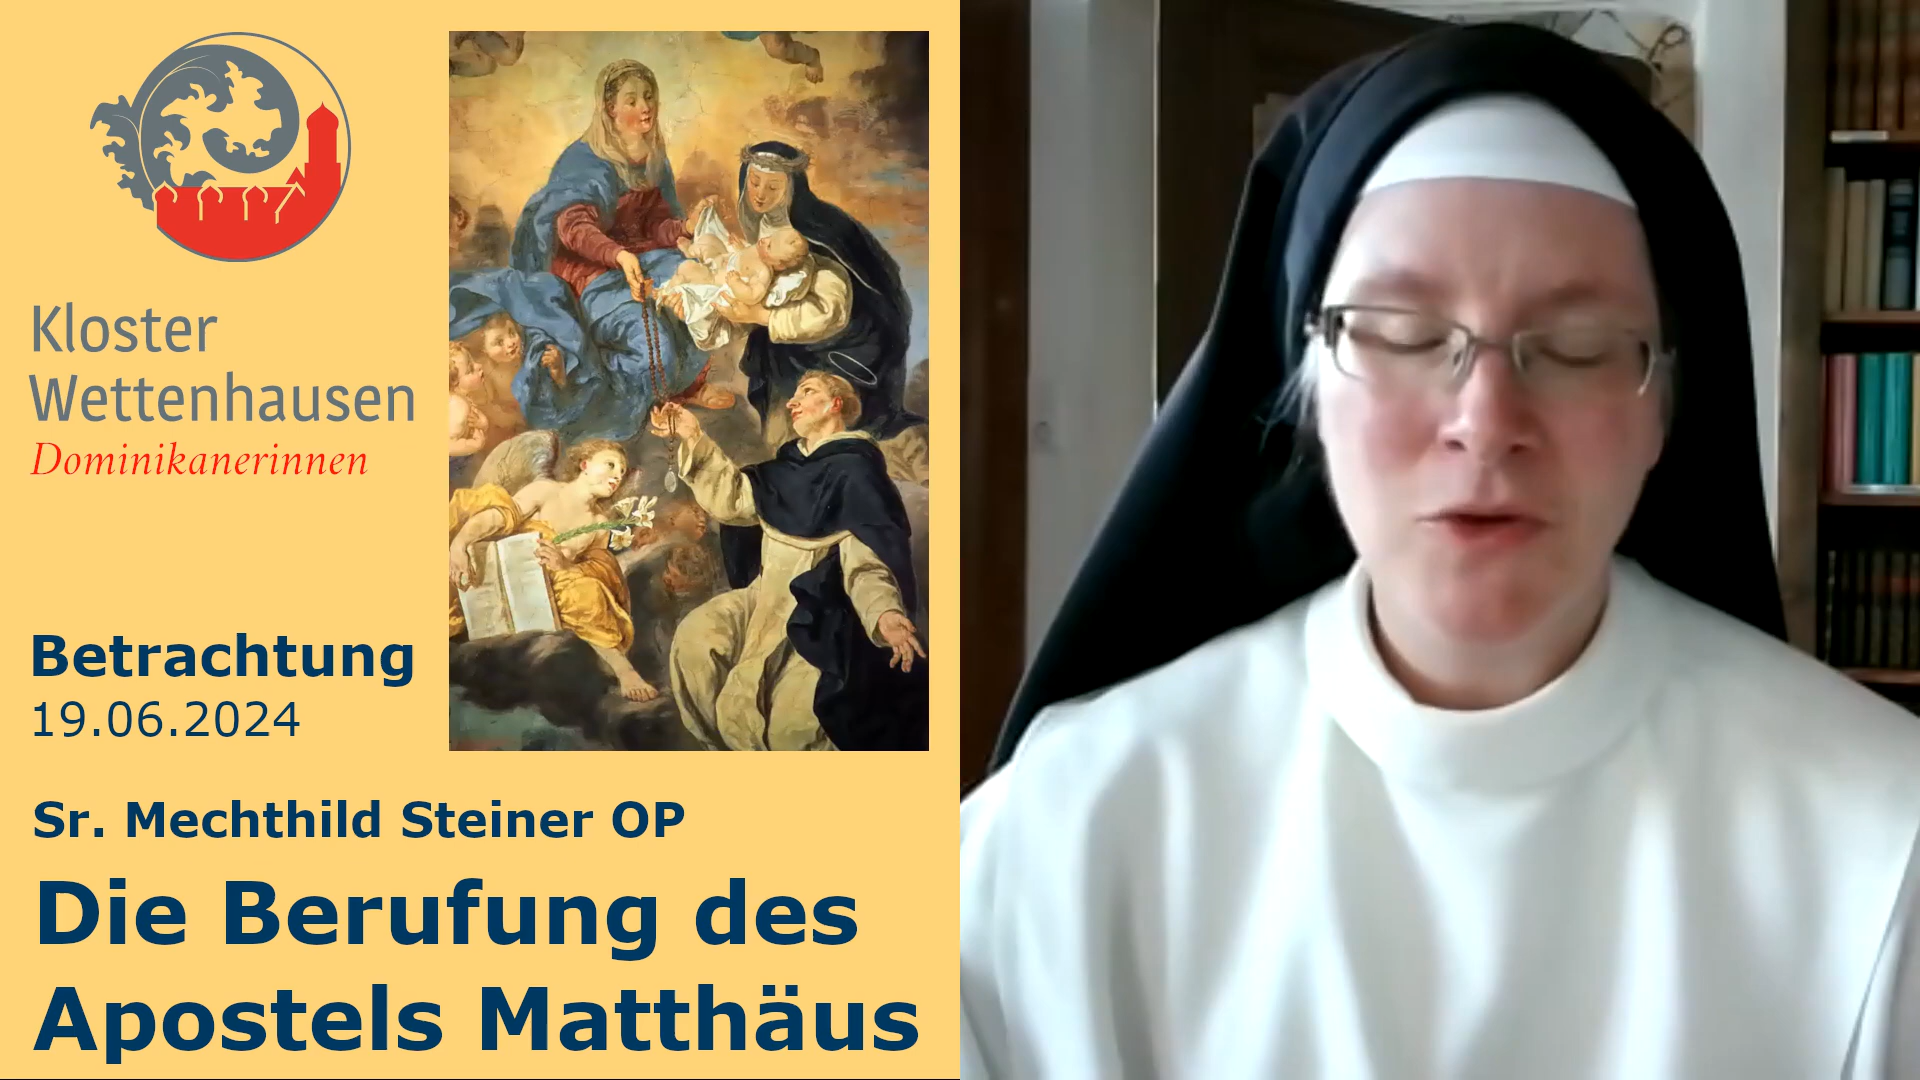 Kloster
Wettenhausen
Dominikanerinnen
Betrachtung
19.06.2024
Sr. Mechthild Steiner OP
Die Berufung des
Apostels Matthäus